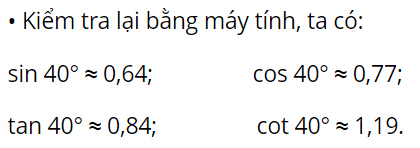 • Kiểm tra lại bằng máy tính, ta có:
sin 40° ≈ 0,64; cos 40° ≈ 0,77;
tan 40° ≈ 0,84; cot 40° ≈ 1,19.